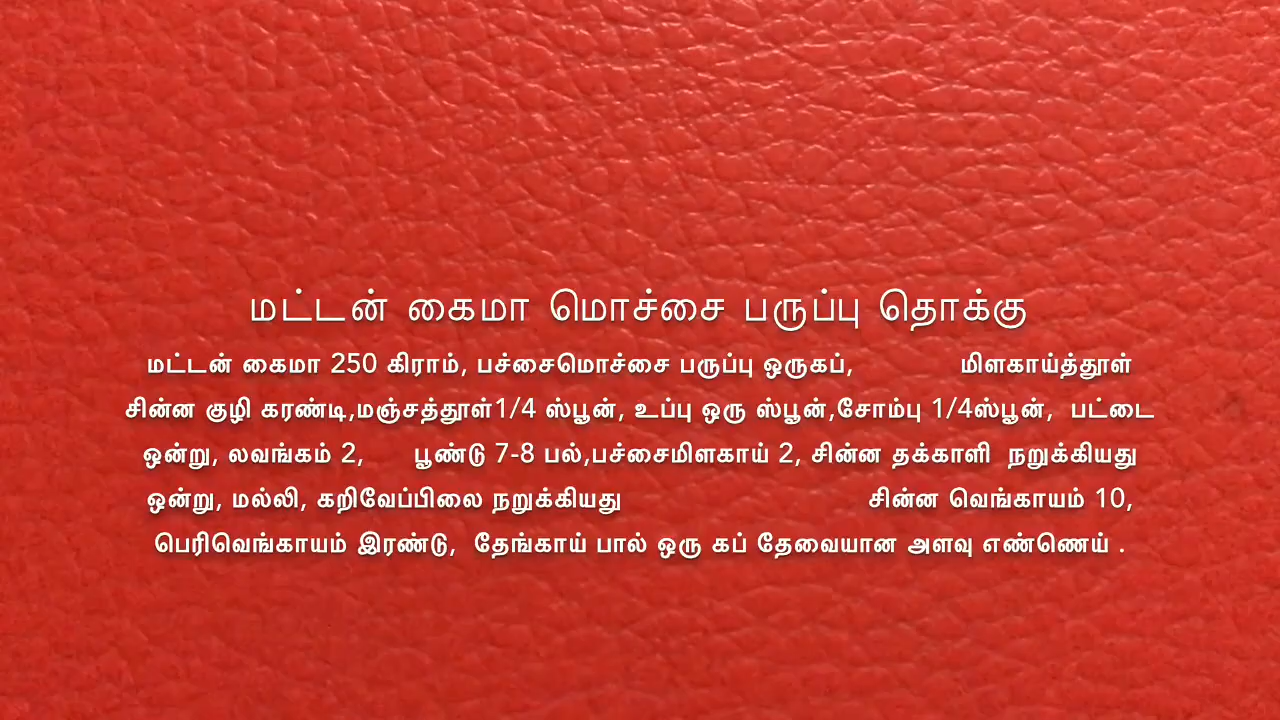 மட்டன் கைமா மொச்சை பருப்பு தொக்கு
மட்டன் கைமா 250 கிராம், பச்சைமொச்சை பருப்பு ஒருகப், மிளகாய்த்தூள்
சின்ன குழி கரண்டி,மஞ்சத்தூள்1/4 ஸ்பூன், உப்பு ஒரு ஸ்பூன்,சோம்பு 1/4ஸ்பூன், பட்டை
ஒன்று, லவங்கம் 2, பூண்டு 7-8 பல்,பச்சைமிளகாய் 2, சின்ன தக்காளி நறுக்கியது
ஒன்று, மல்லி, கறிவேப்பிலை நறுக்கியது சின்ன வெங்காயம் 10,
பெரிவெங்காயம் இரண்டு, தேங்காய் பால் ஒரு கப் தேவையான அளவு எண்ணெய் .